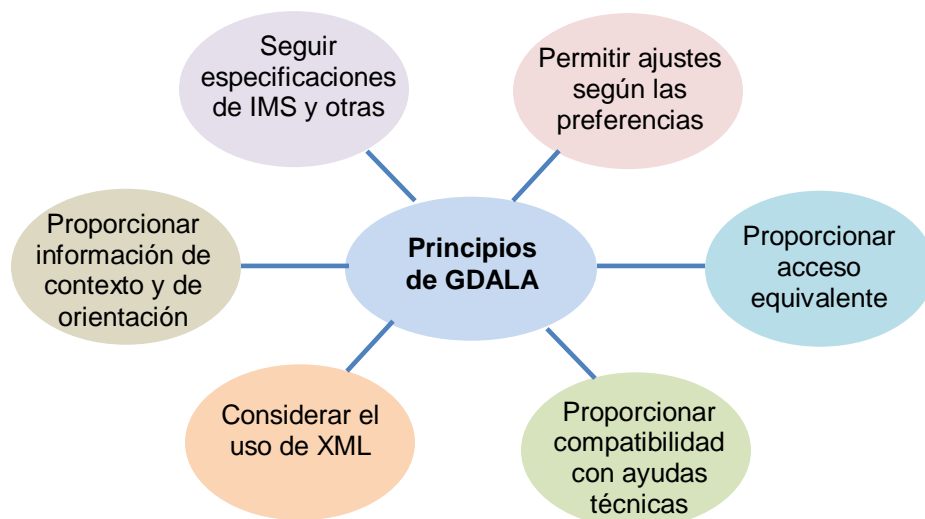 Seguir
especificaciones
de IMS y otras
Permitir ajustes
según las
preferencias
Proporcionar
información de
contexto y de
orientación
Principios
de GDALA
Proporcionar
acceso
equivalente
Considerar el
uso de XML
Proporcionar
compatibilidad
con ayudas
técnicas